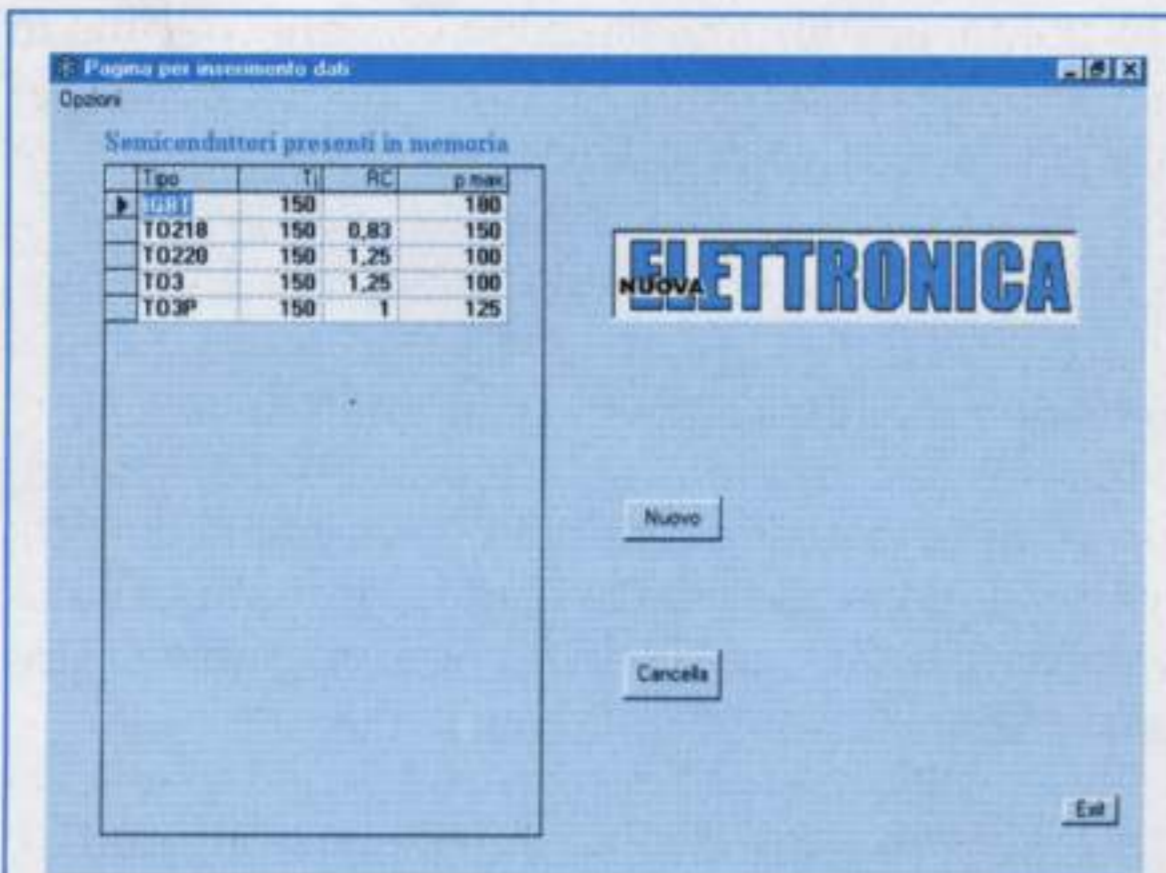 Pagina per inserimento dati
Opzioni
Semiconduttori presenti in memoria
Tipo Tj RC p max
IGBT 150 180
TO218 150 0,83 150
TO220 150 1,25 100
TO3 150 1,25 100
TO3P 150 1 125
NUOVA ELETTRONICA
Nuovo
Cancella
Exit